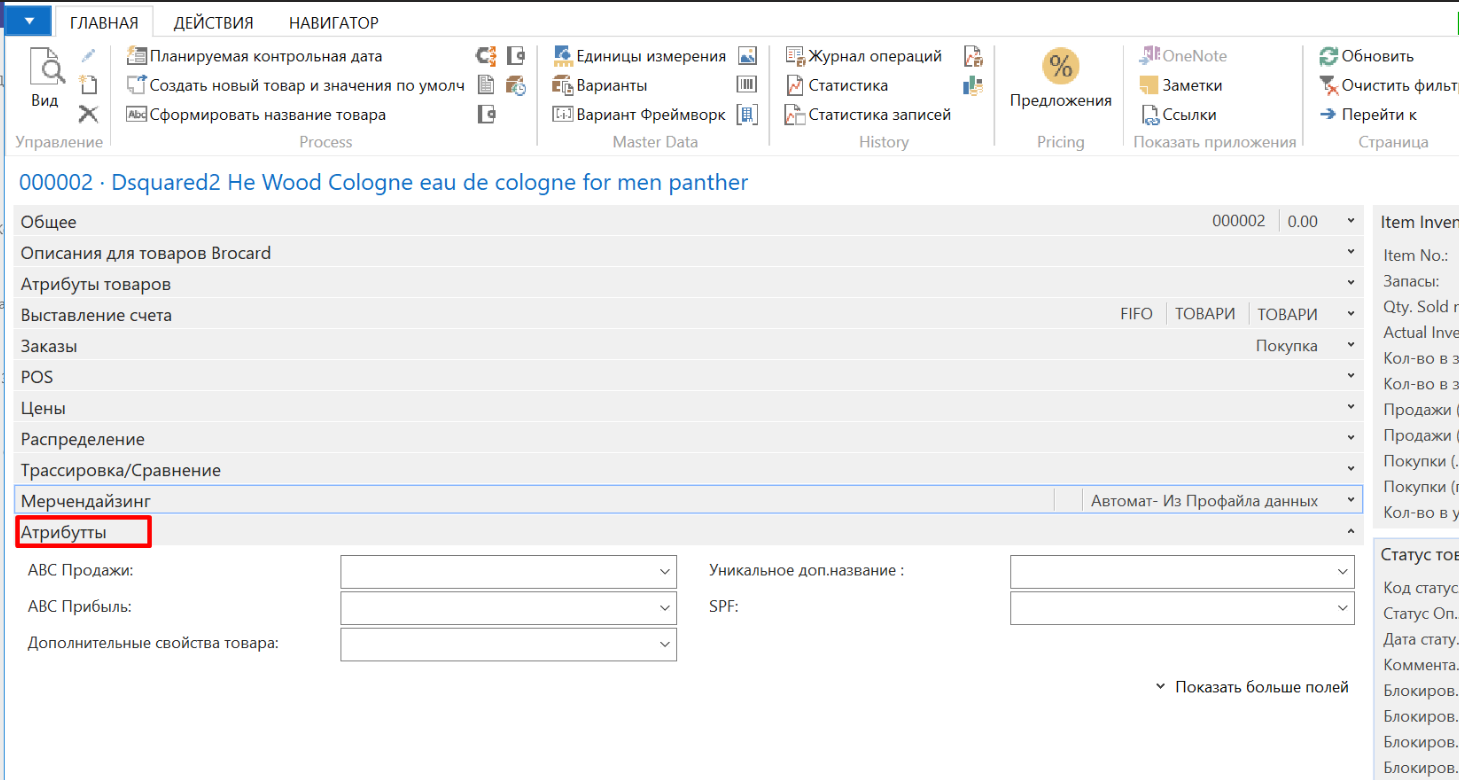 ГЛАВНАЯ ДЕЙСТВИЯ НАВИГАТОР
Вид
Управление
Планируемая контрольная дата
Создать новый товар и значения по умолч
Abc Сформировать название товара
Process
Единицы измерения
Варианты
Вариант Фреймворк
Master Data
Журнал операций
Статистика
Статистика записей
History
%
Предложения
Pricing
OneNote
Заметки
Ссылки
Показать приложения
Обновить
Очистить фильт
Перейти к
Страница
000002 · Dsquared2 He Wood Cologne eau de cologne for men panther
Общее 000002 0.00
Описания для товаров Brocard
Атрибуты товаров
Выставление счета FIFO ТОВАРИ ТОВАРИ
Заказы Покупка
POS
Цены
Распределение
Трассировка/Сравнение
Мерчендайзинг Автомат- Из Профайла данных
Атрибутты
ABC Продажи: Уникальное доп.название :
ABC Прибыль: SPF:
Дополнительные свойства товара:
Показать больше полей
Item Inven
Item No.:
Запасы:
Qty. Sold
Actual Inve
Кол-во в з
Кол-во в з
Продажи (
Продажи (
Покупки (..
Покупки (
Кол-во в у
Статус тов
Код статус
Статус Оп..
Дата стату.
Коммента.
Блокиров.
Блокиров.
Блокиров.
Блокиров.